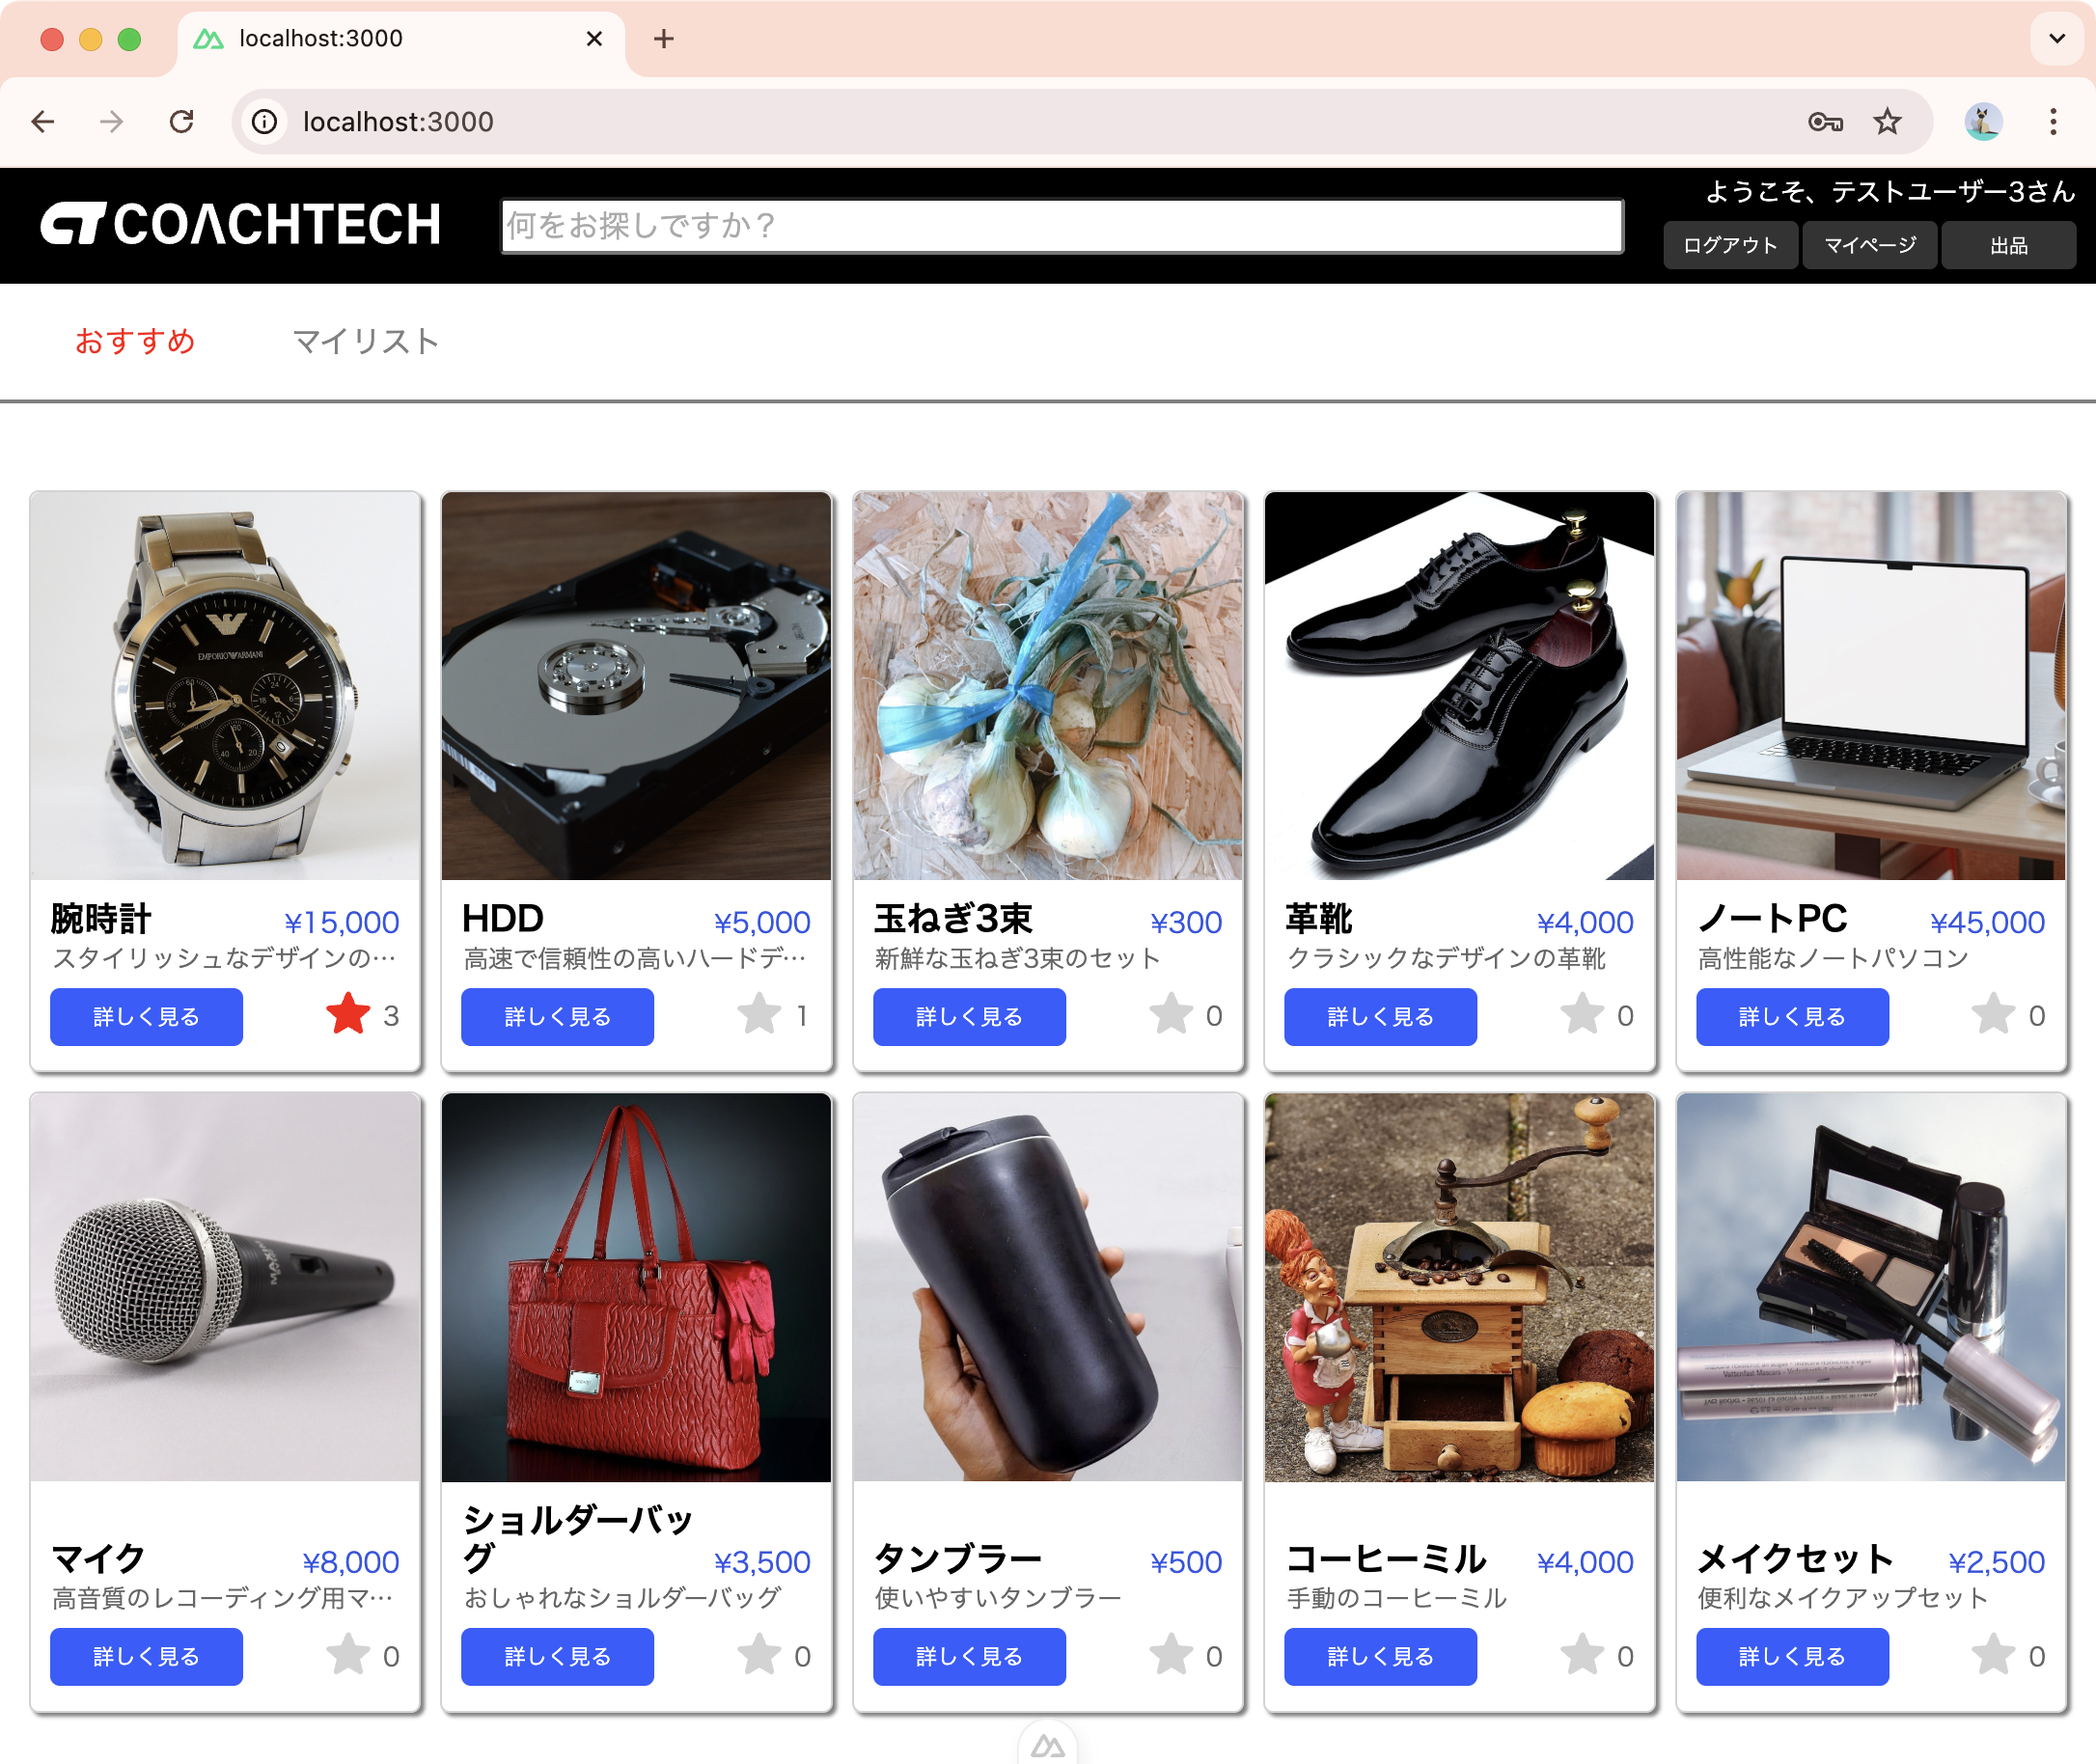 localhost:3000
localhost:3000
COACHTECH
何をお探しですか？
ようこそ、テストユーザー3さん
ログアウト
マイページ
出品
おすすめ
マイリスト
EMPORIO ARMANI
腕時計
¥15,000
スタイリッシュなデザインの…
詳しく見る
3
HDD
¥5,000
高速で信頼性の高いハードデ…
詳しく見る
1
玉ねぎ3束
¥300
新鮮な玉ねぎ3束のセット
詳しく見る
0
革靴
¥4,000
クラシックなデザインの革靴
詳しく見る
0
ノートPC
¥45,000
高性能なノートパソコン
詳しく見る
0
マイク
¥8,000
高音質のレコーディング用マ…
詳しく見る
0
ショルダーバッ
グ
¥3,500
おしゃれなショルダーバッグ
詳しく見る
0
タンブラー
¥500
使いやすいタンブラー
詳しく見る
0
コーヒーミル
¥4,000
手動のコーヒーミル
詳しく見る
0
メイクセット
¥2,500
便利なメイクアップセット
詳しく見る
0